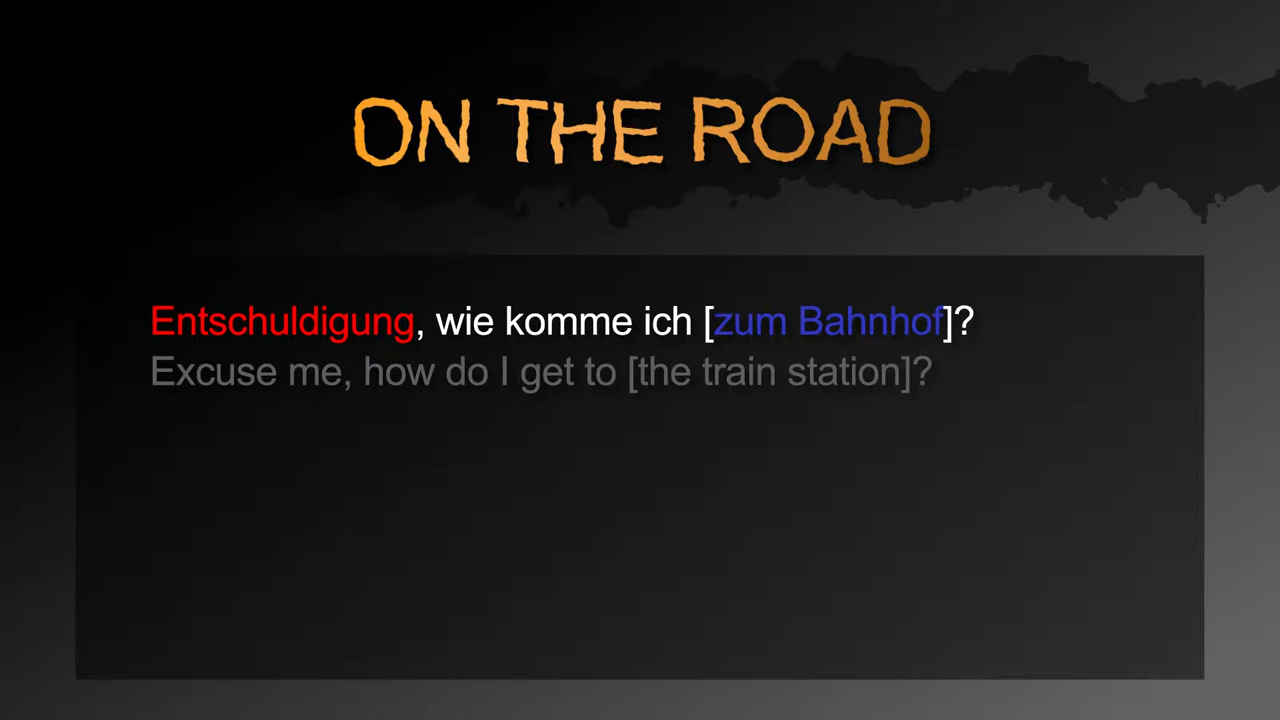 ON THE ROAD
Entschuldigung, wie komme ich [zum Bahnhof]?
Excuse me, how do I get to [the train station]?